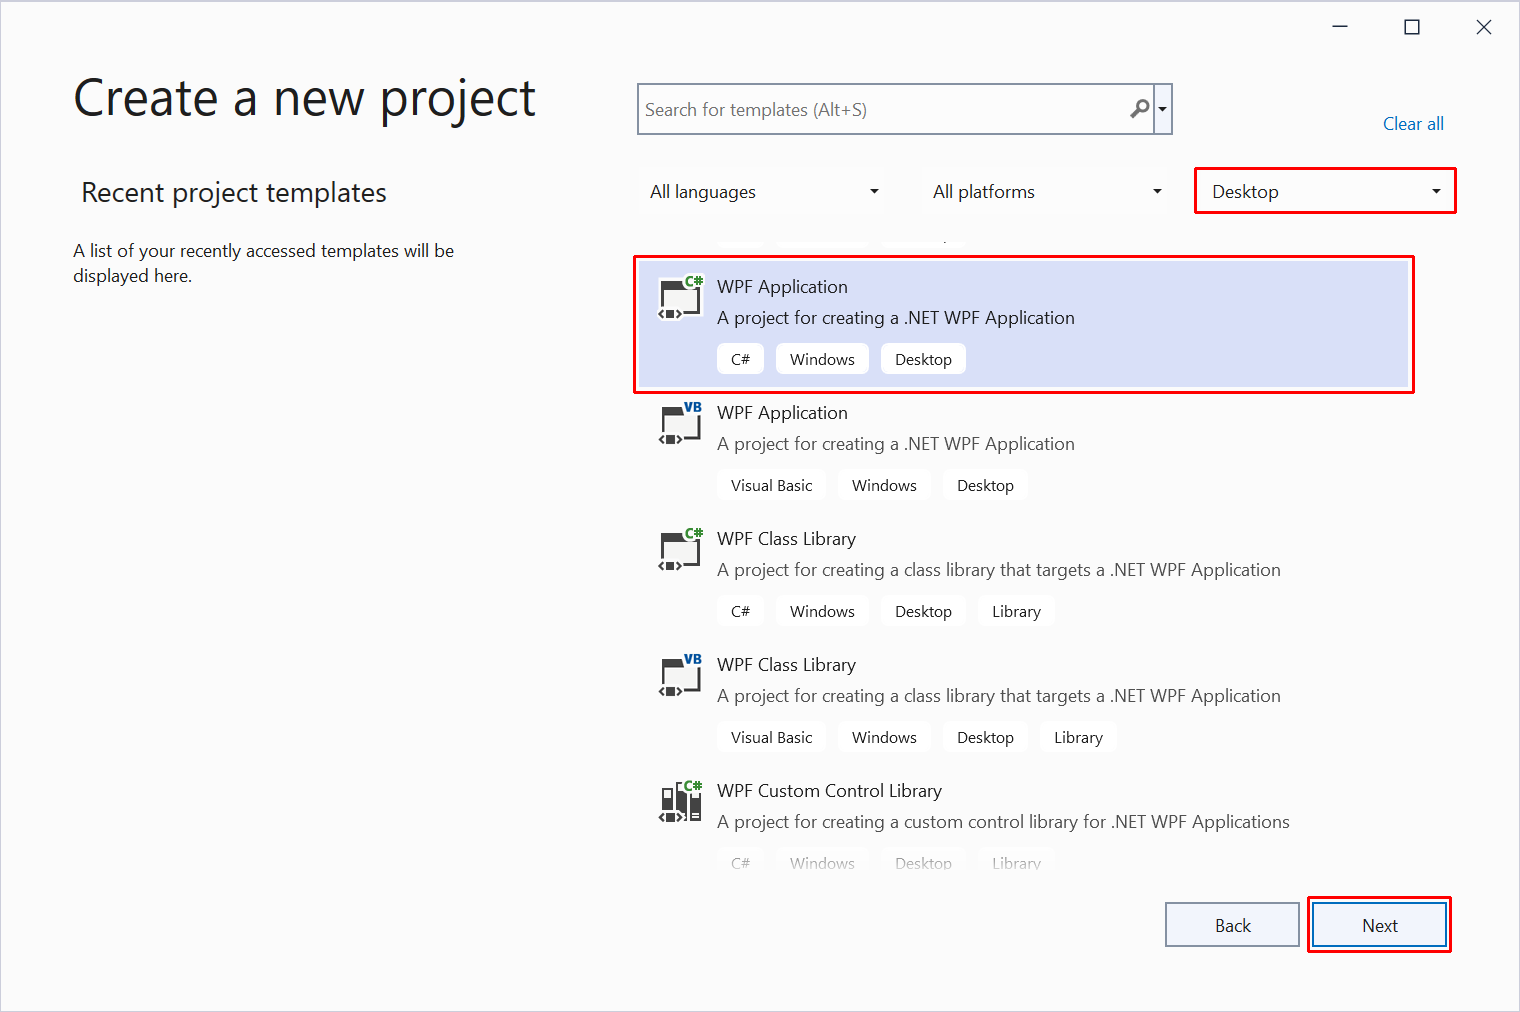 Create a new project
Search for templates (Alt+S)
Clear all
Recent project templates
All languages
All platforms
Desktop
A list of your recently accessed templates will be
displayed here.
C#
WPF Application
A project for creating a .NET WPF Application
C# Windows Desktop
VB
WPF Application
A project for creating a .NET WPF Application
Visual Basic Windows Desktop
C#
WPF Class Library
A project for creating a class library that targets a .NET WPF Application
C# Windows Desktop Library
VB
WPF Class Library
A project for creating a class library that targets a .NET WPF Application
Visual Basic Windows Desktop Library
C#
WPF Custom Control Library
A project for creating a custom control library for .NET WPF Applications
C# Windows Desktop Library
Back
Next